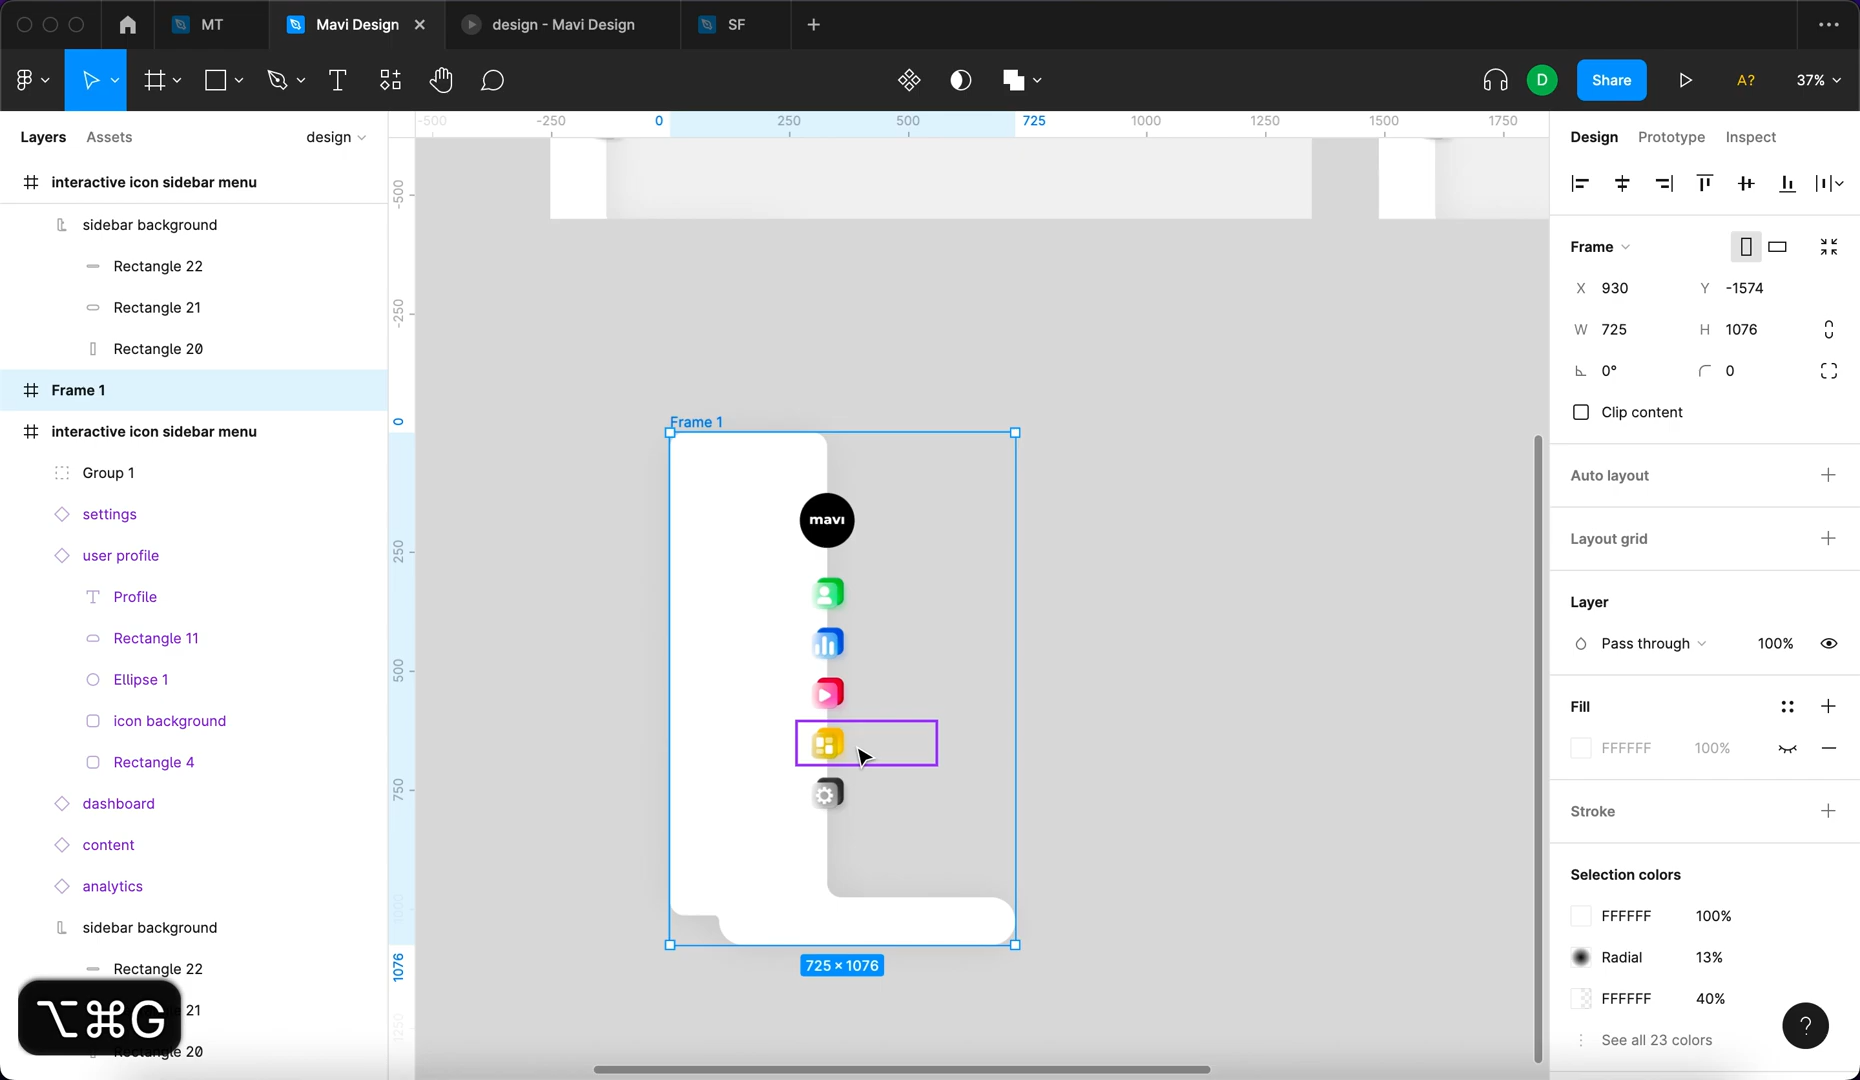 MT
Mavi Design
design - Mavi Design
SF
D
Share
A?
37%
Layers
Assets
design
interactive icon sidebar menu
sidebar background
Rectangle 22
Rectangle 21
Rectangle 20
Frame 1
interactive icon sidebar menu
Group 1
settings
user profile
Profile
Rectangle 11
Ellipse 1
icon background
Rectangle 4
dashboard
content
analytics
sidebar background
Rectangle 22
21
Rectangle 20
⌥⌘G
-500
-250
0
250
500
725
1000
1250
1500
1750
-500
-250
0
250
500
750
1000
1076
1250
Frame 1
mavi
725 × 1076
Design
Prototype
Inspect
Frame
X 930
Y -1574
W 725
H 1076
0°
0
Clip content
Auto layout
Layout grid
Layer
Pass through
100%
Fill
FFFFFF
100%
Stroke
Selection colors
FFFFFF
100%
Radial
13%
FFFFFF
40%
See all 23 colors
?